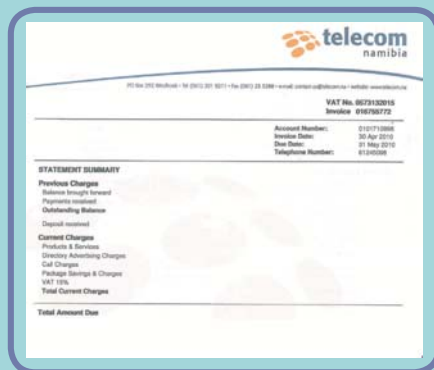 telecom
namibia
VAT No. 0573132015
Invoice 016755772
Account Number:
Invoice Date: 30 Apr 2010
Due Date: 01 May 2010
Telephone Number:
STATEMENT SUMMARY
Previous Charges
Balance brought forward
Payments received
Outstanding Balance
Deposit received
Current Charges
Products & Services
Directory Advertising Charges
Call Charges
Package Savings & Charges
VAT 15%
Total Current Charges
Total Amount Due